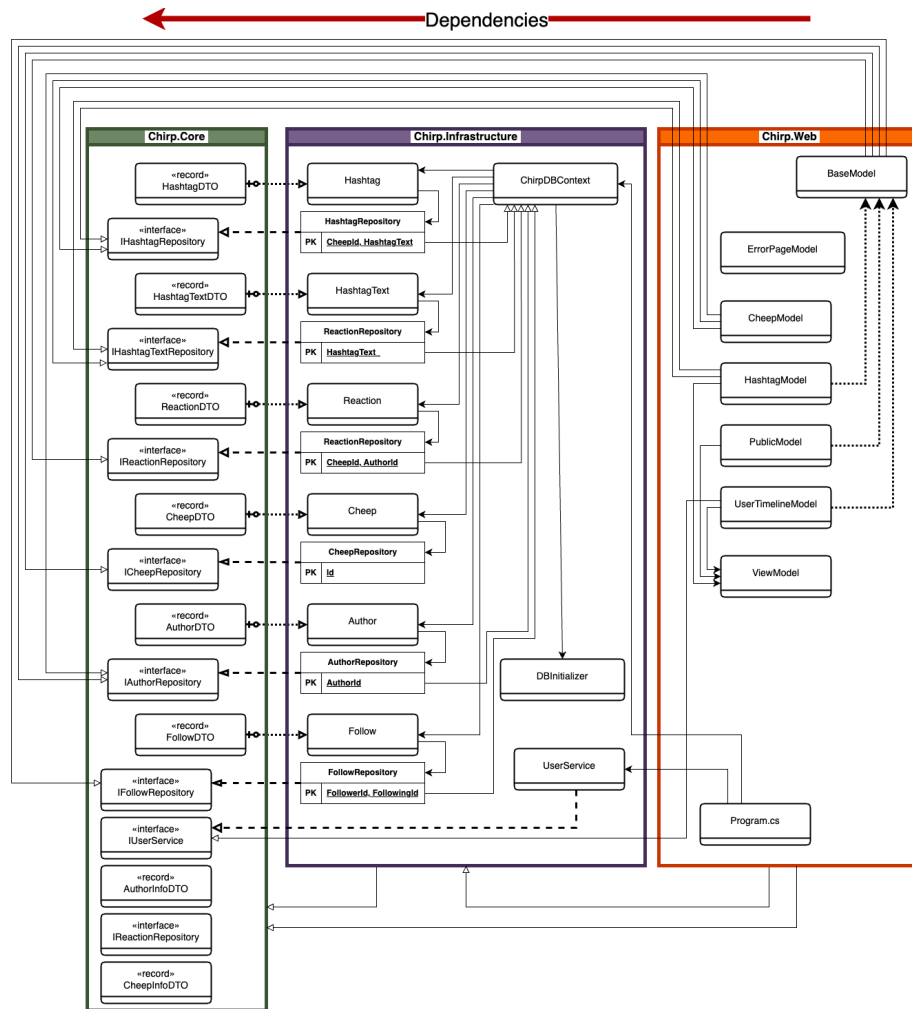 Dependencies
Chirp.Core
«record»
HashtagDTO
«interface»
IHashtagRepository
«record»
HashtagTextDTO
«interface»
IHashtagTextRepository
«record»
ReactionDTO
«interface»
IReactionRepository
«record»
CheepDTO
«interface»
ICheepRepository
«record»
AuthorDTO
«interface»
IAuthorRepository
«record»
FollowDTO
«interface»
IFollowRepository
«interface»
IUserService
«record»
AuthorInfoDTO
«interface»
IReactionRepository
«record»
CheepInfoDTO
Chirp.Infrastructure
Hashtag
HashtagRepository
PK CheepId, HashtagText
HashtagText
ReactionRepository
PK HashtagText
Reaction
ReactionRepository
PK CheepId, AuthorId
Cheep
CheepRepository
PK Id
Author
AuthorRepository
PK AuthorId
Follow
FollowRepository
PK FollowerId, FollowingId
ChirpDBContext
DBInitializer
UserService
Chirp.Web
BaseModel
ErrorPageModel
CheepModel
HashtagModel
PublicModel
UserTimelineModel
ViewModel
Program.cs